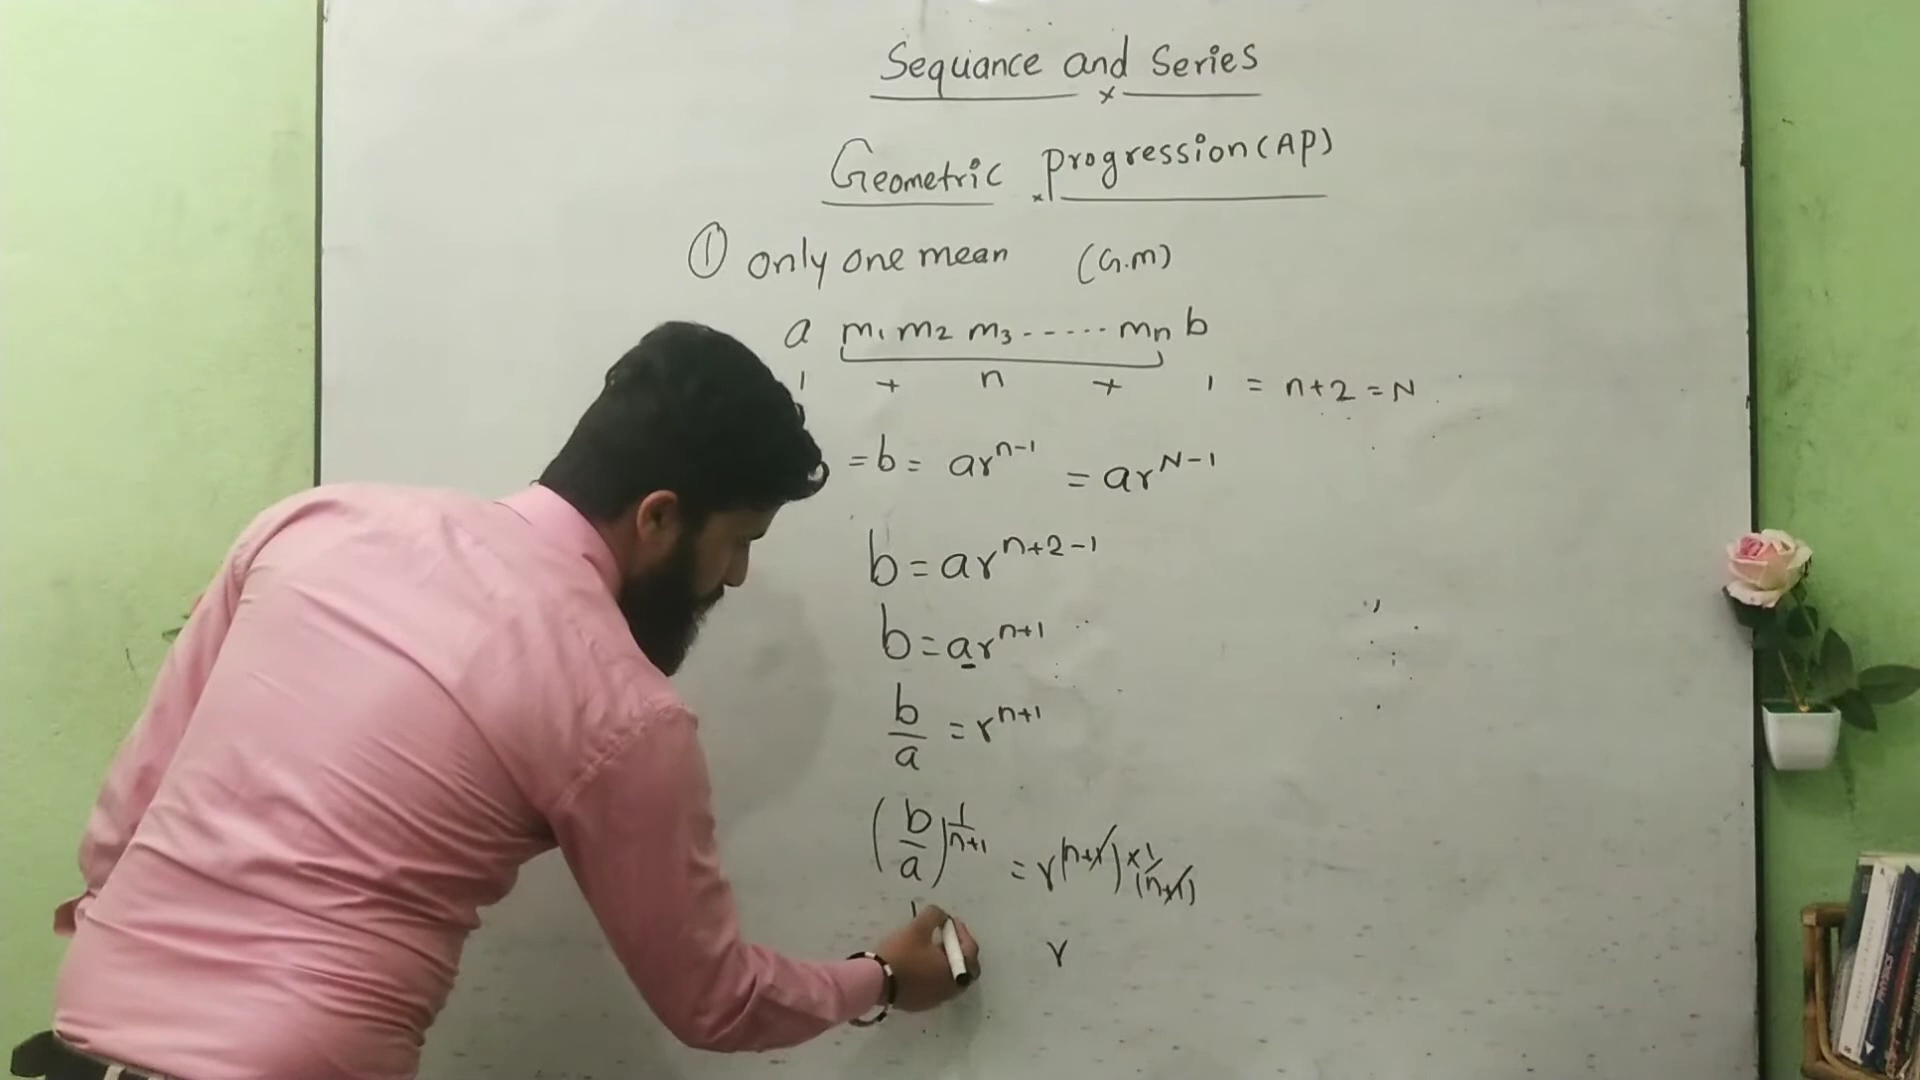 Sequance and Series
Geometric progression (AP)
① only one mean (G.m)
a m₁ m₂ m₃ ------ mₙ b
1 + n + 1 = n+2 = N
= b = arⁿ⁻¹ = arᴺ⁻¹
b = arⁿ⁺²⁻¹
b = arⁿ⁺¹
b/a = rⁿ⁺¹
(b/a)^(1/(n+1)) = r^((n+1) × 1/(n+1))
r
PHYSICS